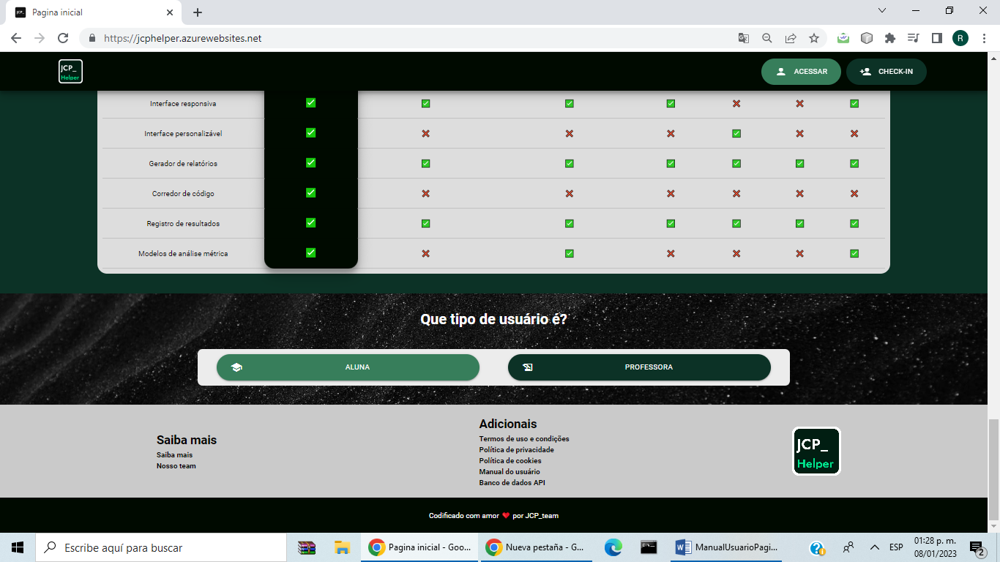 Pagina inicial
https://jcphelper.azurewebsites.net
R
JCP_
Helper
ACESSAR
CHECK-IN
Interface responsiva
Interface personalizável
Gerador de relatórios
Corredor de código
Registro de resultados
Modelos de análise métrica
Que tipo de usuário é?
ALUNA
PROFESSORA
Saiba mais
Saiba mais
Nosso team
Adicionais
Termos de uso e condições
Política de privacidade
Política de cookies
Manual do usuário
Banco de dados API
JCP_
Helper
Codificado com amor ❤ por JCP_team
Escribe aquí para buscar
Pagina inicial - Goo...
Nueva pestaña - G...
ManualUsuarioPagi...
ESP
01:28 p. m.
08/01/2023
2